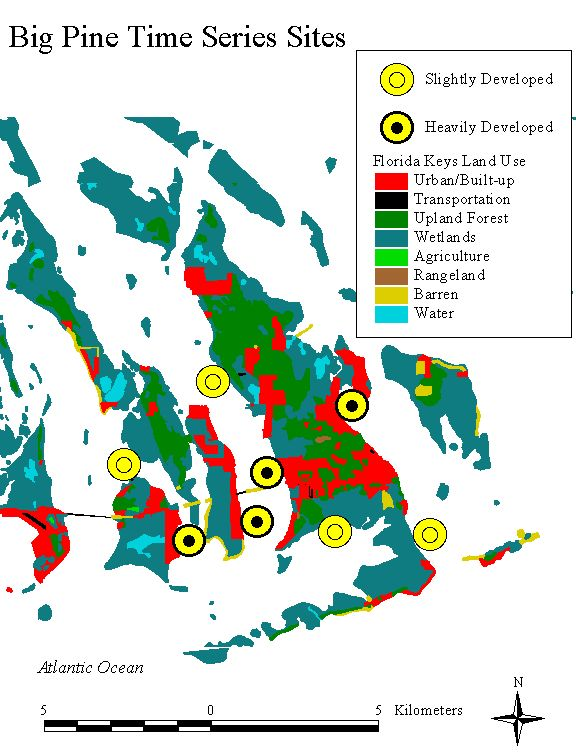 Big Pine Time Series Sites
Slightly Developed
Heavily Developed
Florida Keys Land Use
Urban/Built-up
Transportation
Upland Forest
Wetlands
Agriculture
Rangeland
Barren
Water
Atlantic Ocean
N
5 0 5 Kilometers